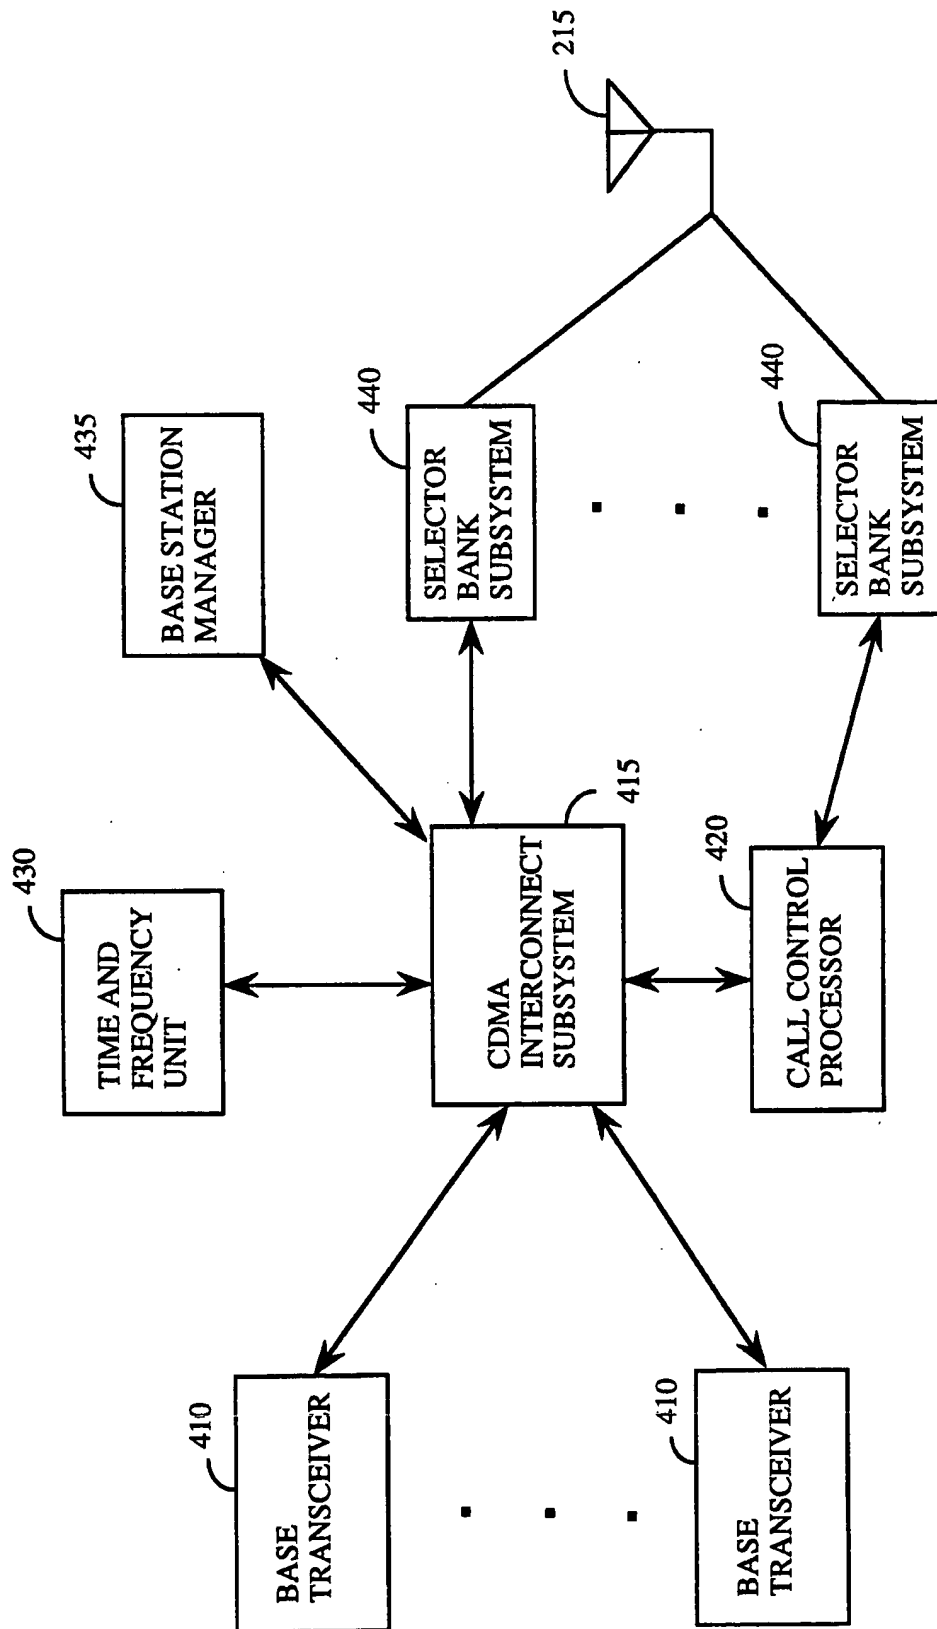 430
TIME AND
FREQUENCY
UNIT
435
BASE STATION
MANAGER
410
BASE
TRANSCEIVER
415
CDMA
INTERCONNECT
SUBSYSTEM
440
SELECTOR
BANK
SUBSYSTEM
215
410
BASE
TRANSCEIVER
420
CALL CONTROL
PROCESSOR
440
SELECTOR
BANK
SUBSYSTEM